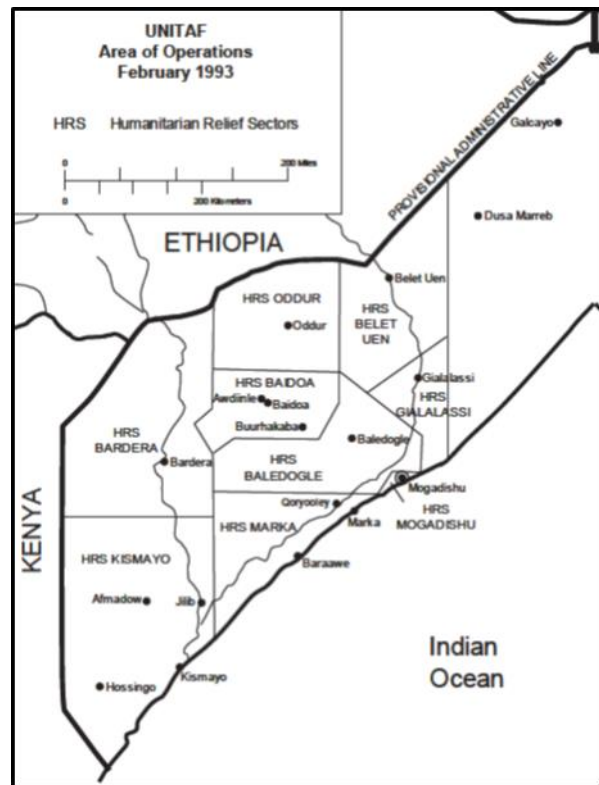 UNITAF
Area of Operations
February 1993
HRS Humanitarian Relief Sectors
0 200 Miles
0 200 Kilometers
PROVISIONAL ADMINISTRATIVE LINE
Galcayo
Dusa Marreb
ETHIOPIA
Belet Uen
HRS ODDUR
HRS
BELET
UEN
Oddur
Gialalassi
HRS BAIDOA
HRS
GIALALASSI
Awdiinle
Baidoa
Buurhakaba
HRS
BARDERA
Baledogle
Bardera
HRS
BALEDOGLE
Mogadishu
KENYA
Qoryooley
Marka
HRS
MOGADISHU
HRS MARKA
HRS KISMAYO
Baraawe
Afmadow
Jilib
Indian
Ocean
Kismayo
Hossingo